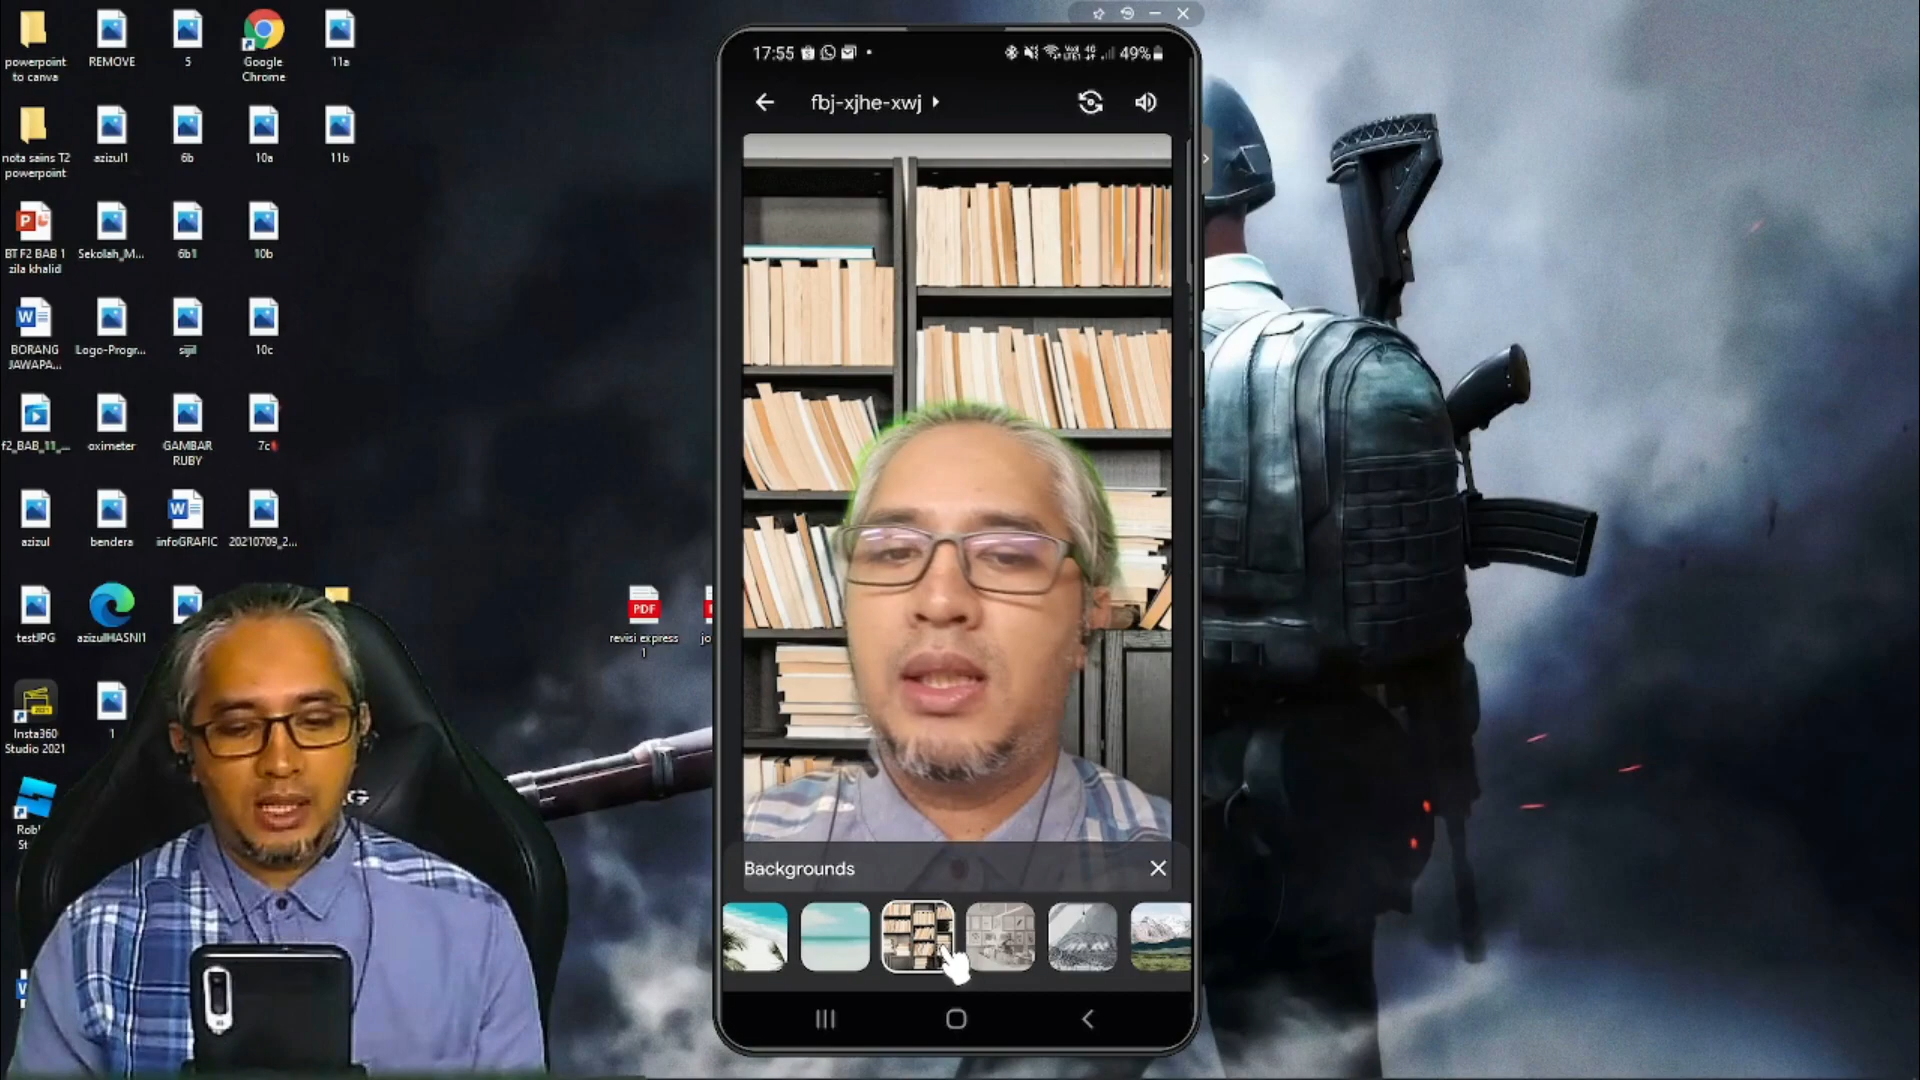 powerpoint
to canva
REMOVE
5
Google
Chrome
11a
nota sains T2
powerpoint
azizul1
6b
10a
11b
BT F2 BAB 1
zila khalid
Sekolah_M...
6b1
10b
BORANG
JAWAPA...
Logo-Progr...
sijil
10c
f2_BAB_11_...
oximeter
GAMBAR
RUBY
7c
azizul
bendera
infoGRAFIC
20210709_2...
testJPG
azizulHASNI1
Insta360
Studio 2021
1
PDF
revisi express
1
17:55
49%
fbj-xjhe-xwj
Backgrounds